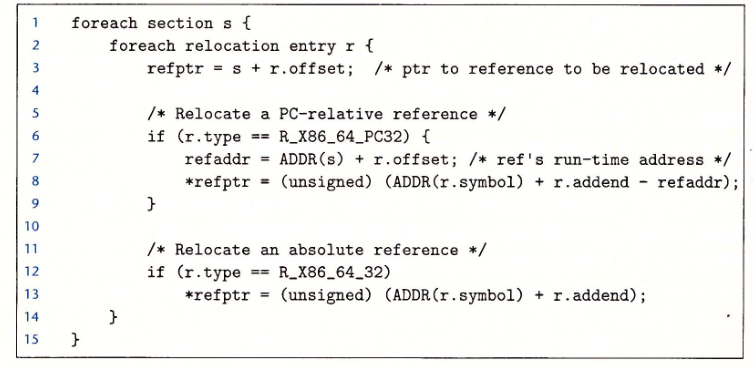 1 foreach section s {
2 foreach relocation entry r {
3 refptr = s + r.offset; /* ptr to reference to be relocated */
4
5 /* Relocate a PC-relative reference */
6 if (r.type == R_X86_64_PC32) {
7 refaddr = ADDR(s) + r.offset; /* ref's run-time address */
8 *refptr = (unsigned) (ADDR(r.symbol) + r.addend - refaddr);
9 }
10
11 /* Relocate an absolute reference */
12 if (r.type == R_X86_64_32)
13 *refptr = (unsigned) (ADDR(r.symbol) + r.addend);
14 }
15 }